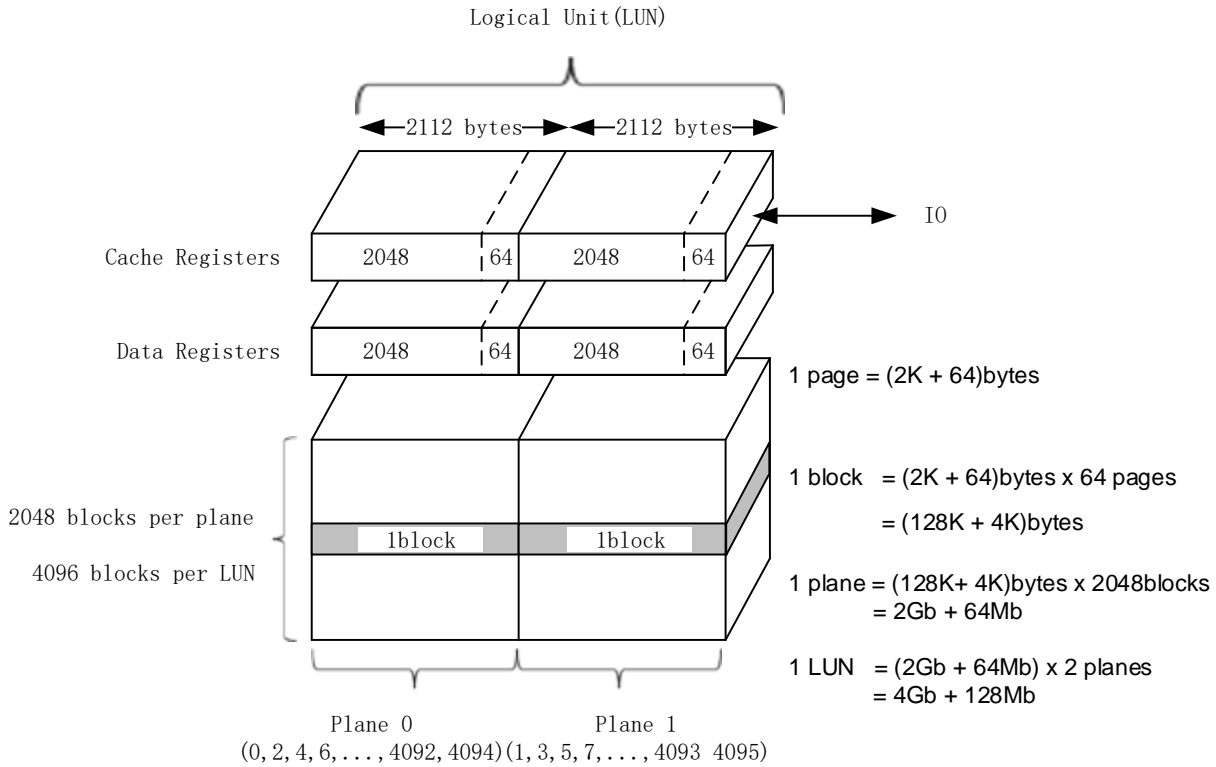 Logical Unit(LUN)
2112 bytes 2112 bytes
IO
Cache Registers 2048 64 2048 64
Data Registers 2048 64 2048 64
1 page = (2K + 64)bytes
1 block = (2K + 64)bytes x 64 pages
= (128K + 4K)bytes
2048 blocks per plane
1block 1block
4096 blocks per LUN
1 plane = (128K+ 4K)bytes x 2048blocks
= 2Gb + 64Mb
1 LUN = (2Gb + 64Mb) x 2 planes
= 4Gb + 128Mb
Plane 0 Plane 1
(0,2,4,6,...,4092,4094) (1,3,5,7,...,4093 4095)